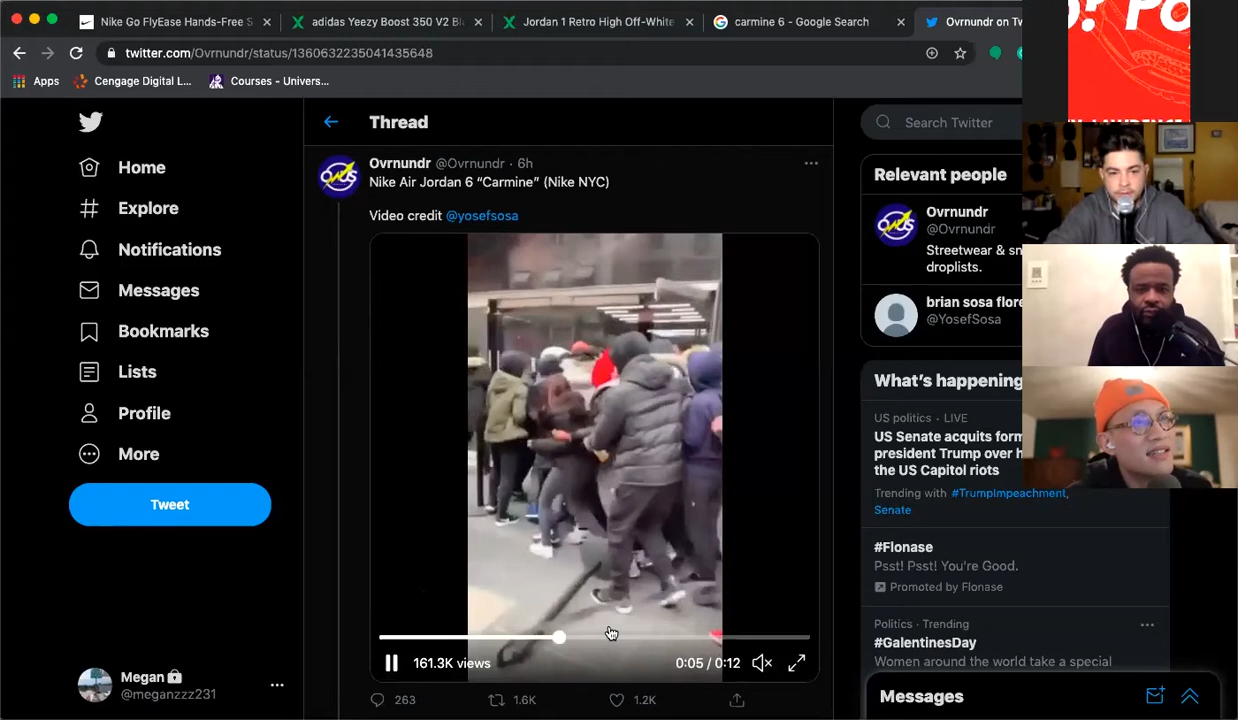 Nike Go FlyEase Hands-Free S
adidas Yeezy Boost 350 V2 Bl
Jordan 1 Retro High Off-White
carmine 6 - Google Search
Ovrnundr on Tw
twitter.com/Ovrnundr/status/1360632235041435648
Apps
Cengage Digital L...
Courses - Univers...
Home
Explore
Notifications
Messages
Bookmarks
Lists
Profile
More
Tweet
Megan
@meganzzz231
Thread
Ovrnundr @Ovrnundr · 6h
Nike Air Jordan 6 “Carmine” (Nike NYC)
Video credit @yosefsosa
161.3K views
0:05 / 0:12
263
1.6K
1.2K
Search Twitter
Relevant people
Ovrnundr
@Ovrnundr
Streetwear & sn
droplists.
brian sosa flore
@YosefSosa
What’s happening
US politics · LIVE
US Senate acquits form
president Trump over h
the US Capitol riots
Trending with #TrumpImpeachment,
Senate
#Flonase
Psst! Psst! You're Good.
Promoted by Flonase
Politics · Trending
#GalentinesDay
Women around the world take a special
Messages